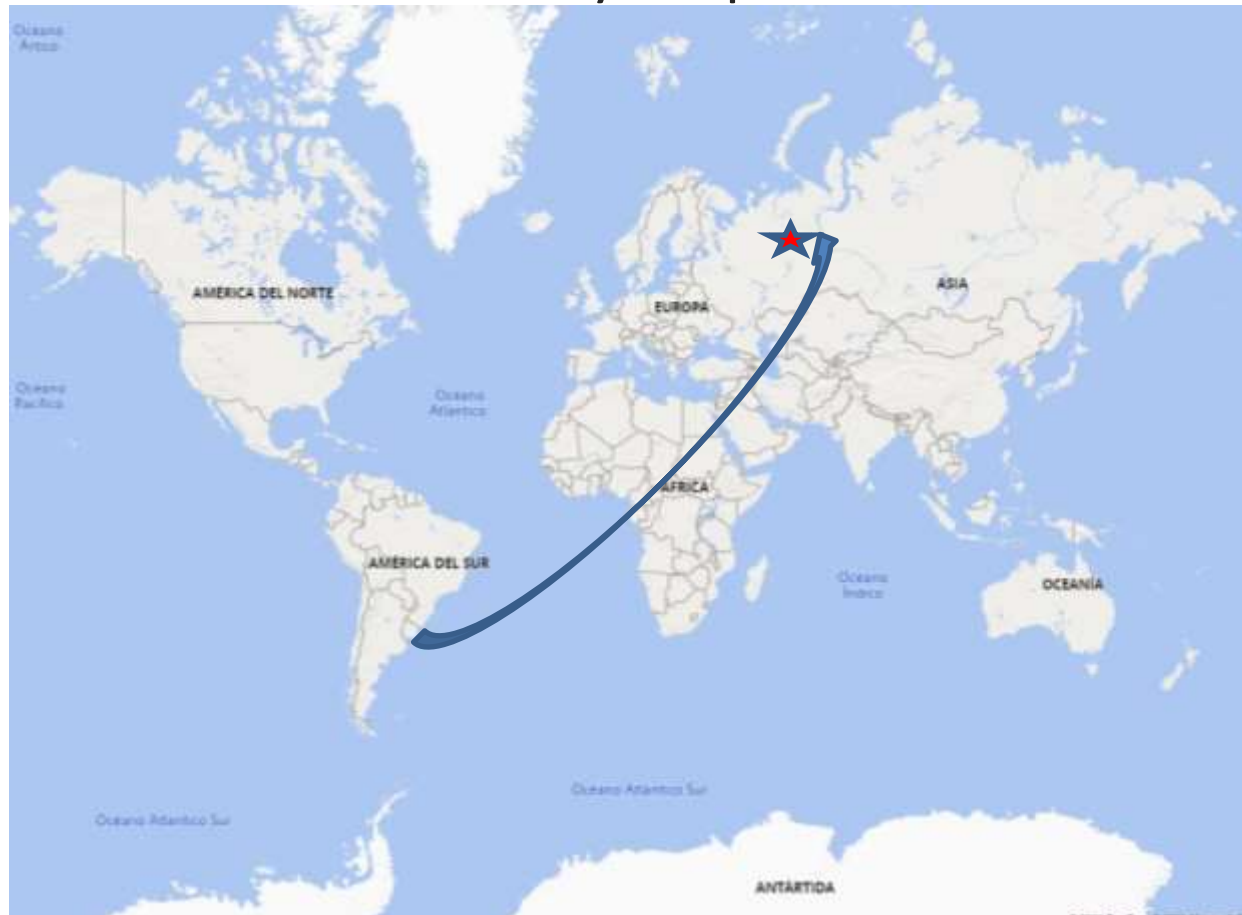 Océano
Ártico
AMÉRICA DEL NORTE
ASIA
EUROPA
Océano
Pacífico
Océano
Atlántico
ÁFRICA
AMÉRICA DEL SUR
Océano
Índico
OCEANÍA
Océano Atlántico Sur
Océano Atlántico Sur
ANTÁRTIDA